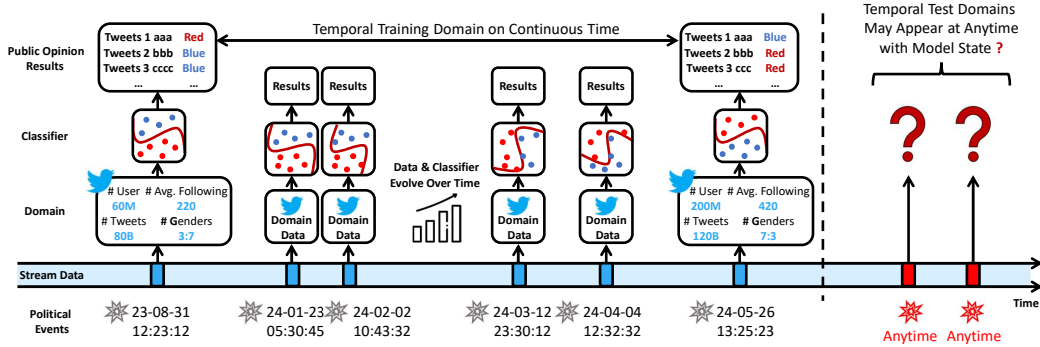 Public Opinion
Results
Tweets 1 aaa Red
Tweets 2 bbb Blue
Tweets 3 cccc Blue
... ...
Temporal Training Domain on Continuous Time
Tweets 1 aaa Blue
Tweets 2 bbb Red
Tweets 3 ccc Red
... ...
Temporal Test Domains
May Appear at Anytime
with Model State ?
Results
Results
Results
Results
Classifier
? ?
Data & Classifier
Evolve Over Time
Domain
# User # Avg. Following
60M 220
# Tweets # Genders
80B 3:7
Domain
Data
Domain
Data
Domain
Data
Domain
Data
# User # Avg. Following
200M 420
# Tweets # Genders
120B 7:3
Stream Data
Time
Political
Events
23-08-31
12:23:12
24-01-23
05:30:45
24-02-02
10:43:32
24-03-12
23:30:12
24-04-04
12:32:32
24-05-26
13:25:23
Anytime
Anytime